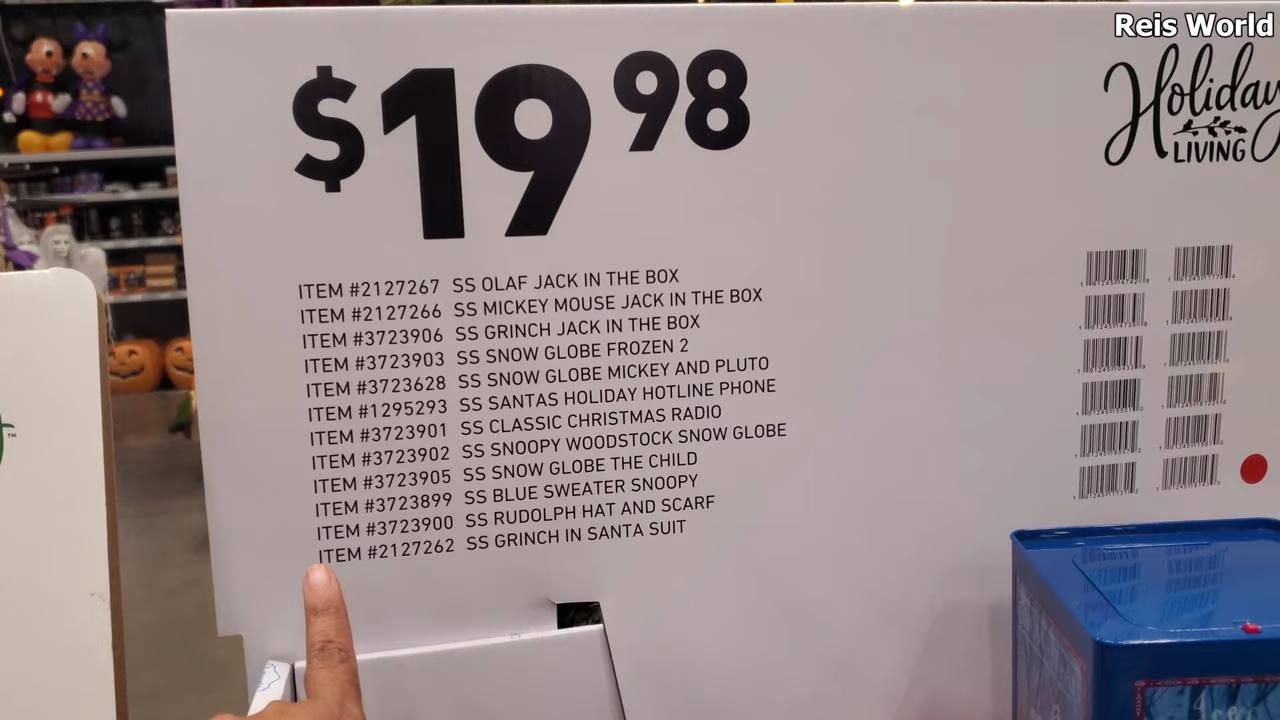 Reis World
$19 98
Holiday
LIVING
ITEM #2127267 SS OLAF JACK IN THE BOX
ITEM #2127266 SS MICKEY MOUSE JACK IN THE BOX
ITEM #3723906 SS GRINCH JACK IN THE BOX
ITEM #3723903 SS SNOW GLOBE FROZEN 2
ITEM #3723628 SS SNOW GLOBE MICKEY AND PLUTO
ITEM #1295293 SS SANTAS HOLIDAY HOTLINE PHONE
ITEM #3723901 SS CLASSIC CHRISTMAS RADIO
ITEM #3723902 SS SNOOPY WOODSTOCK SNOW GLOBE
ITEM #3723905 SS SNOW GLOBE THE CHILD
ITEM #3723899 SS BLUE SWEATER SNOOPY
ITEM #3723900 SS RUDOLPH HAT AND SCARF
ITEM #2127262 SS GRINCH IN SANTA SUIT
TM